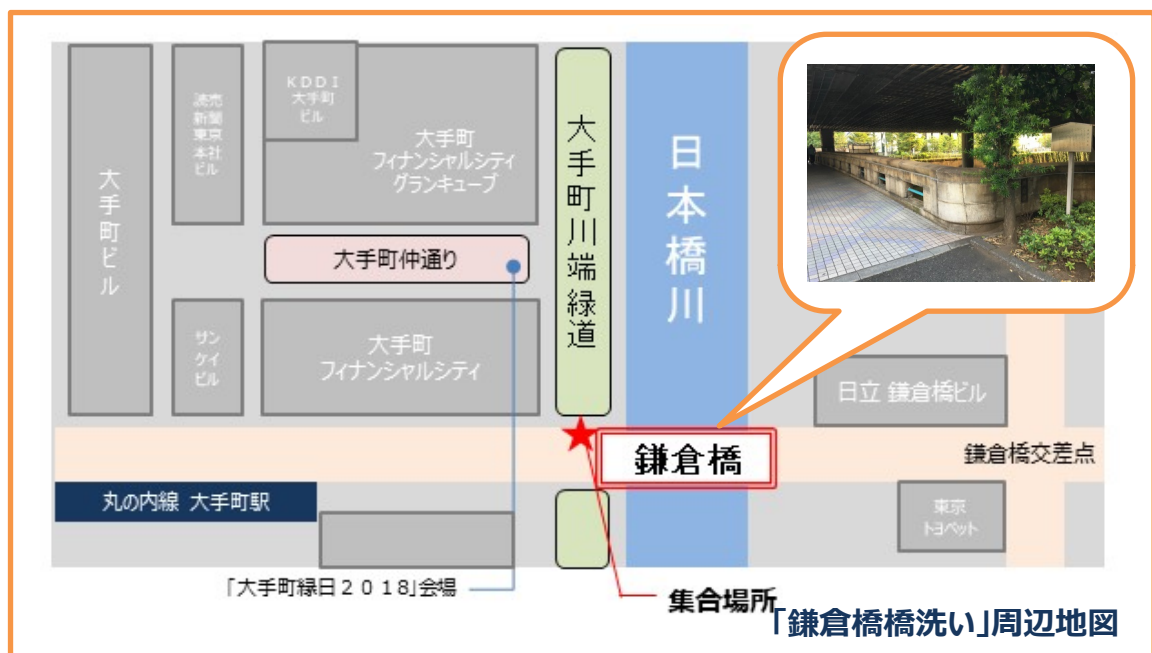 KDDI
大手町
ビル
読売
新聞
東京
本社
ビル
大手町
フィナンシャルシティ
グランキューブ
大手町ビル
大手町川端緑道
日本橋川
大手町仲通り
サン
ケイ
ビル
大手町
フィナンシャルシティ
日立 鎌倉橋ビル
鎌倉橋
鎌倉橋交差点
丸の内線 大手町駅
東京
トヨペット
「大手町緑日2018」会場
集合場所
「鎌倉橋橋洗い」周辺地図